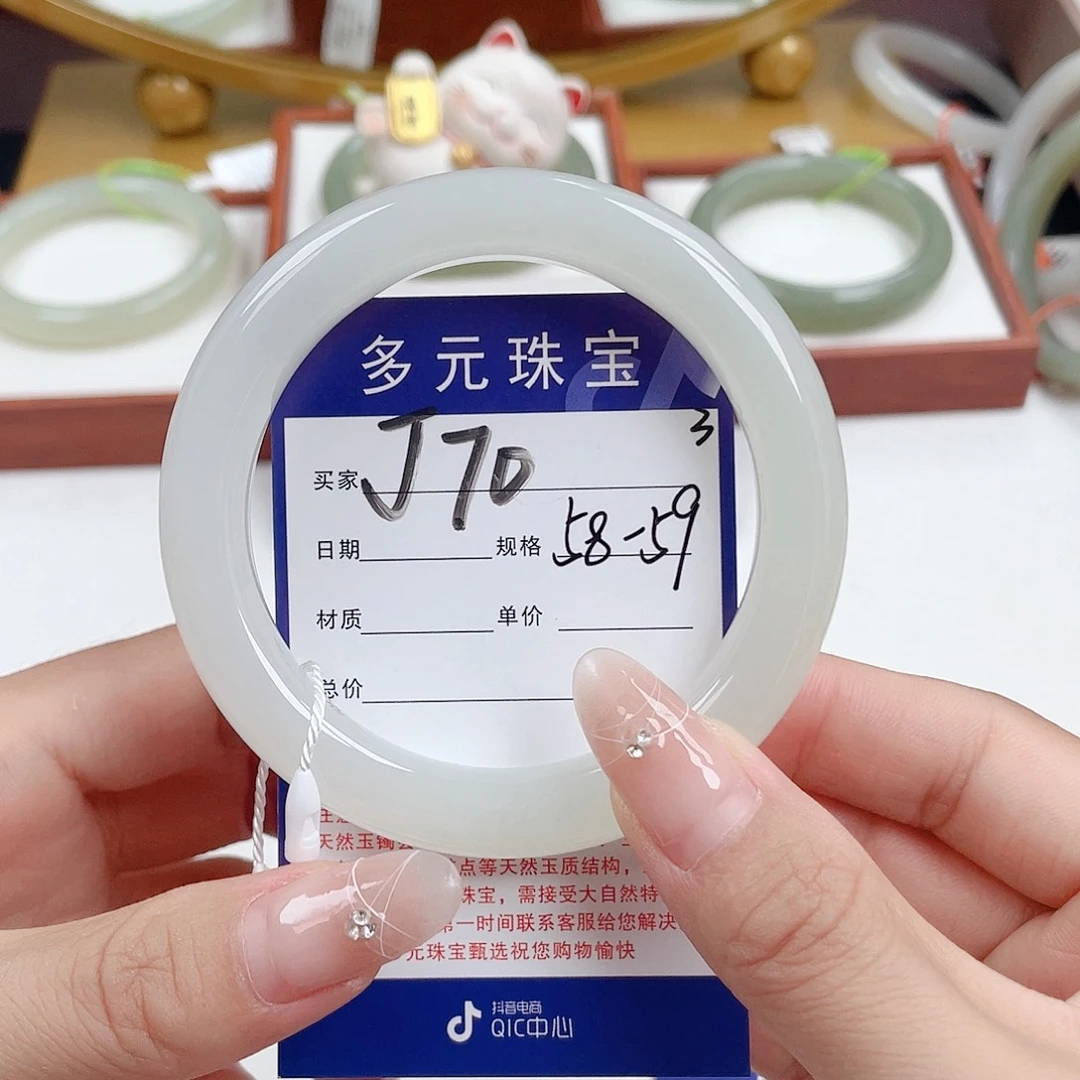 多元珠宝
3
买家 J70
日期 规格 58-59
材质 单价
总价
天然玉镯
点等天然玉质结构,
珠宝,需接受大自然特
第一时间联系客服给您解决
元珠宝甄选祝您购物愉快
抖音电商
QIC中心